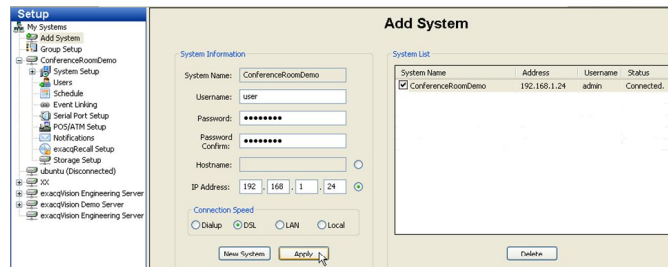 Setup
My Systems
Add System
Group Setup
ConferenceRoomDemo
System Setup
Users
Schedule
Event Linking
Serial Port Setup
POS/ATM Setup
Notifications
exacqRecall Setup
Storage Setup
ubuntu (Disconnected)
XX
exacqVision Engineering Server
exacqVision Demo Server
exacqVision Engineering Server
Add System
System Information
System Name: ConferenceRoomDemo
Username: user
Password: ●●●●●●●●
Password Confirm: ●●●●●●●●
Hostname:
IP Address: 192 . 168 . 1 . 24
Connection Speed
Dialup DSL LAN Local
New System Apply
System List
System Name Address Username Status
ConferenceRoomDemo 192.168.1.24 admin Connected.
Delete